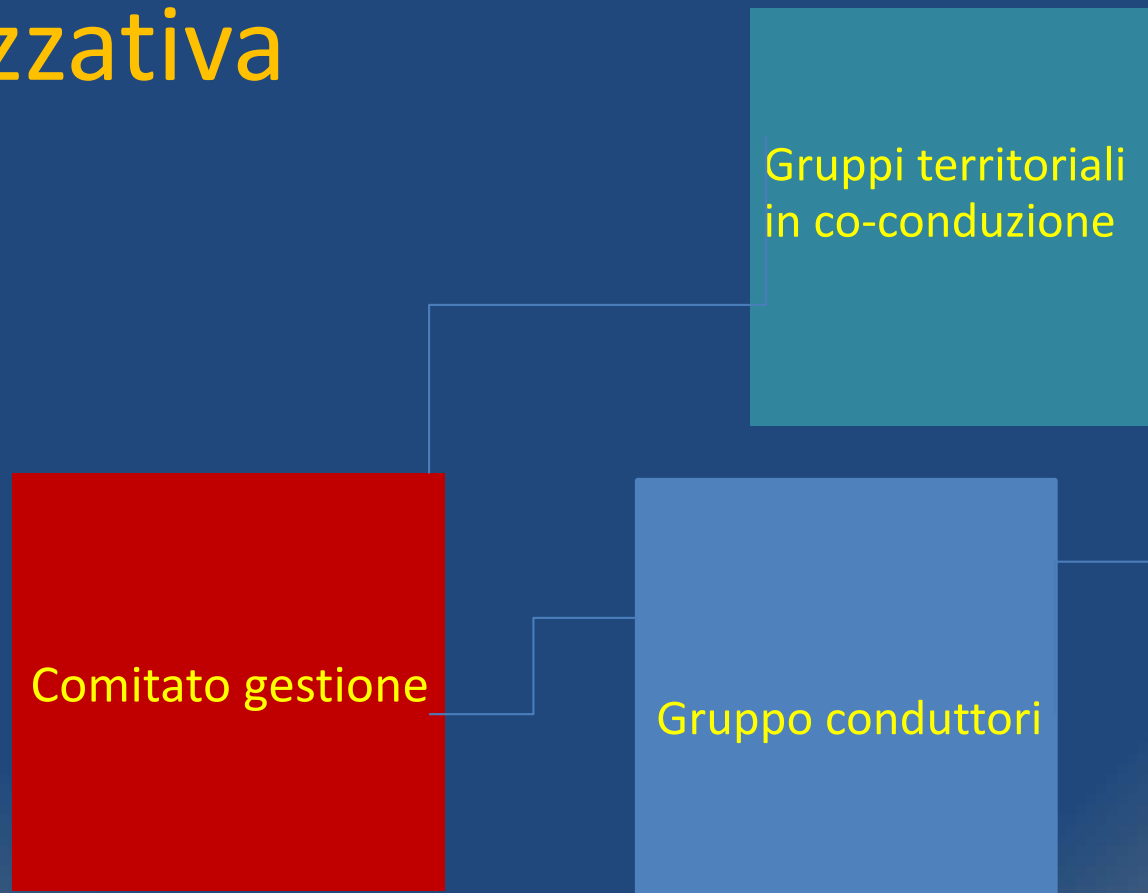 zzativa
Gruppi territoriali
in co-conduzione
Comitato gestione
Gruppo conduttori